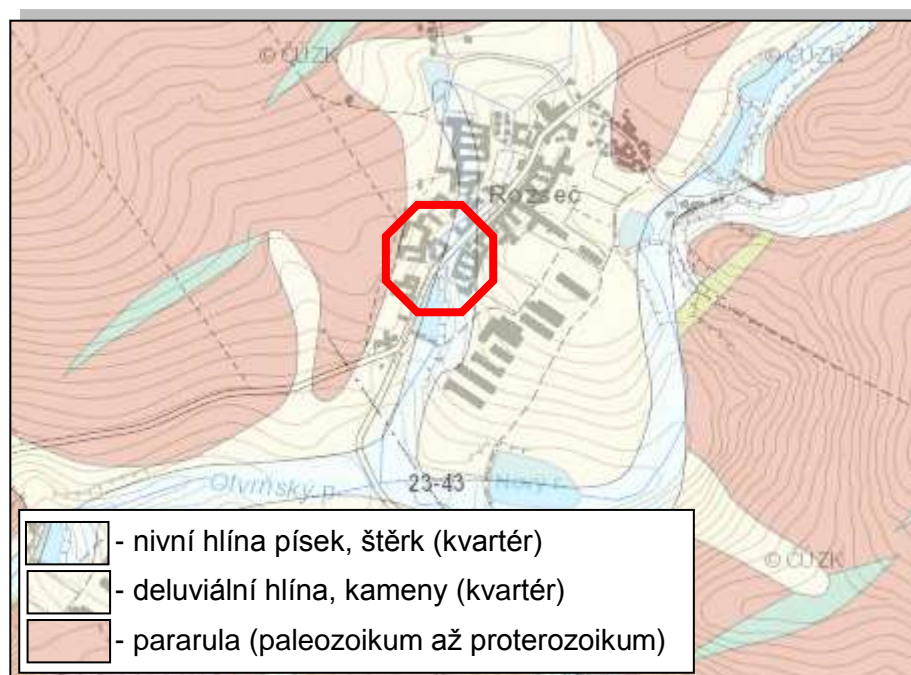 © ČÚZK
© ČÚZK
Rozseč
23-43
© ČÚZK
- nivní hlína písek, štěrk (kvartér)
- deluviální hlína, kameny (kvartér)
- pararula (paleozoikum až proterozoikum)